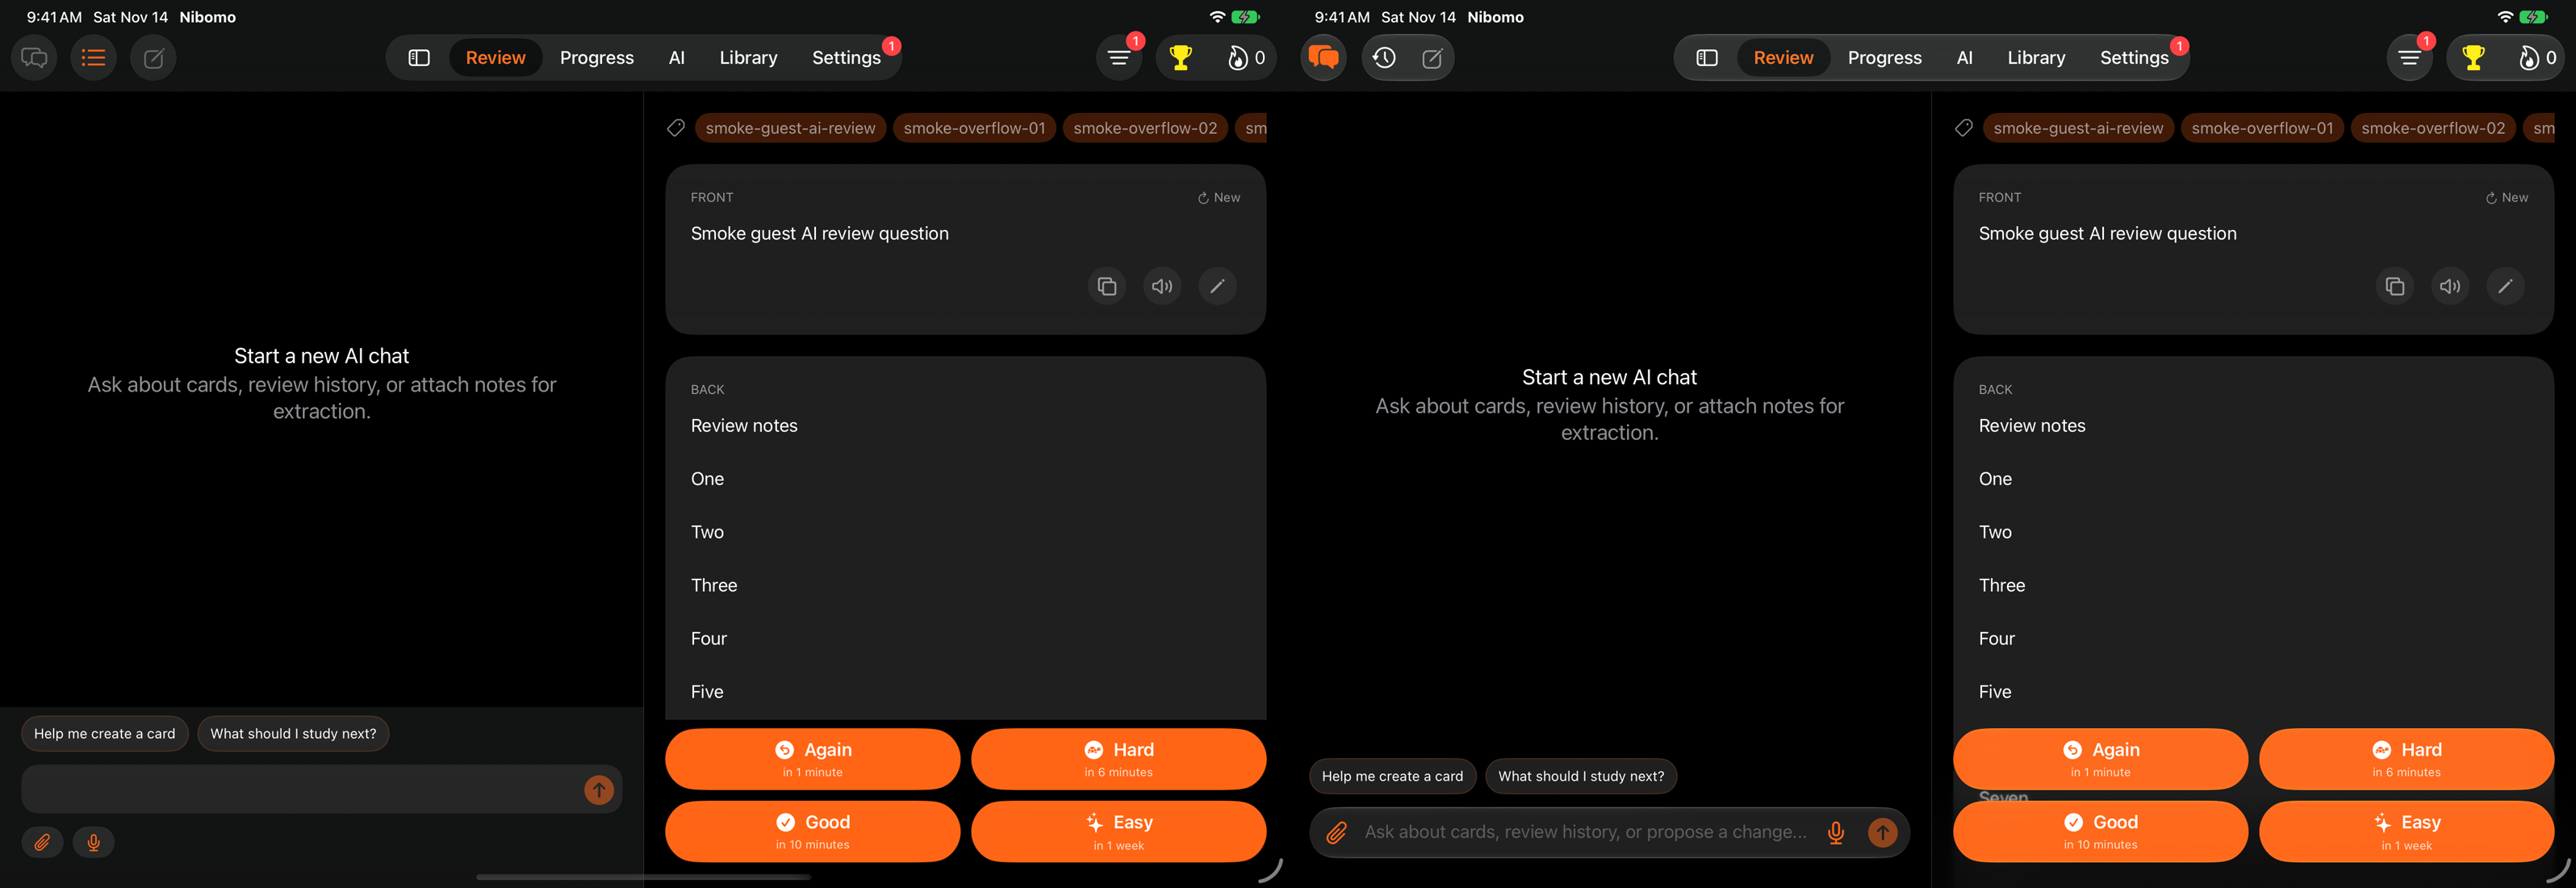 9:41 AM Sat Nov 14 Nibomo
Review Progress AI Library Settings 1
1
0
smoke-guest-ai-review smoke-overflow-01 smoke-overflow-02 sm
FRONT New
Smoke guest AI review question
Start a new AI chat
Ask about cards, review history, or attach notes for
extraction.
BACK
Review notes
One
Two
Three
Four
Five
Help me create a card What should I study next?
Again
in 1 minute
Hard
in 6 minutes
Good
in 10 minutes
Easy
in 1 week
9:41 AM Sat Nov 14 Nibomo
Review Progress AI Library Settings 1
1
0
smoke-guest-ai-review smoke-overflow-01 smoke-overflow-02 sm
FRONT New
Smoke guest AI review question
Start a new AI chat
Ask about cards, review history, or attach notes for
extraction.
BACK
Review notes
One
Two
Three
Four
Five
Help me create a card What should I study next?
Ask about cards, review history, or propose a change...
Again
in 1 minute
Hard
in 6 minutes
Seven
Good
in 10 minutes
Easy
in 1 week